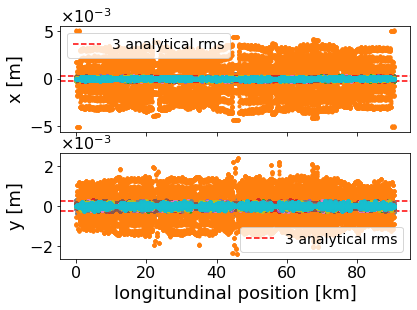 ×10⁻³
5
0
−5
x [m]
3 analytical rms
×10⁻³
2
0
−2
y [m]
3 analytical rms
0 20 40 60 80
longitundinal position [km]